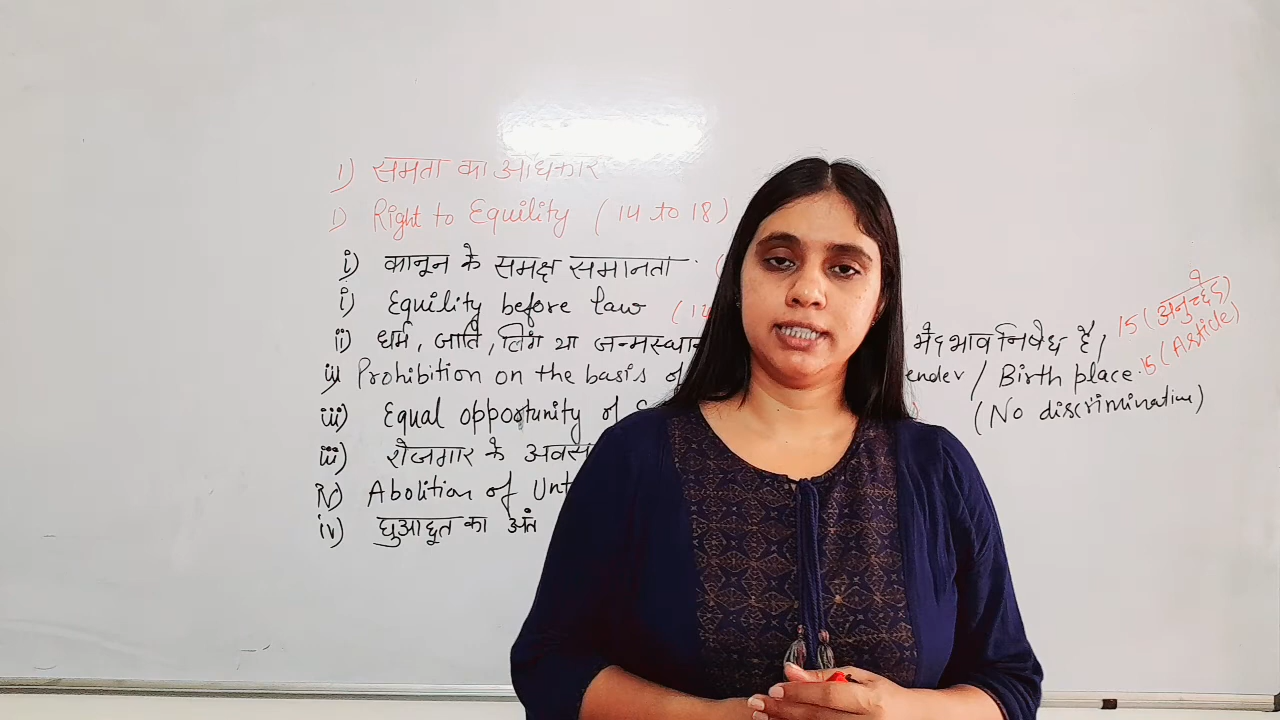 1) समता का अधिकार
1) Right to Equility (14 to 18)
i) कानून के समक्ष समानता (
i) Equility before law (14
ii) धर्म, जाति, लिंग या जन्मस्थान भेदभाव निषेध है, 15 (अनुच्छेद)
ii) Prohibition on the basis of ender / Birth place. 15 (Article)
iii) Equal opportunity of (No discrimination)
iii) रोजगार के
iv) Abolition of Unt
iv) छुआछूत का अंत